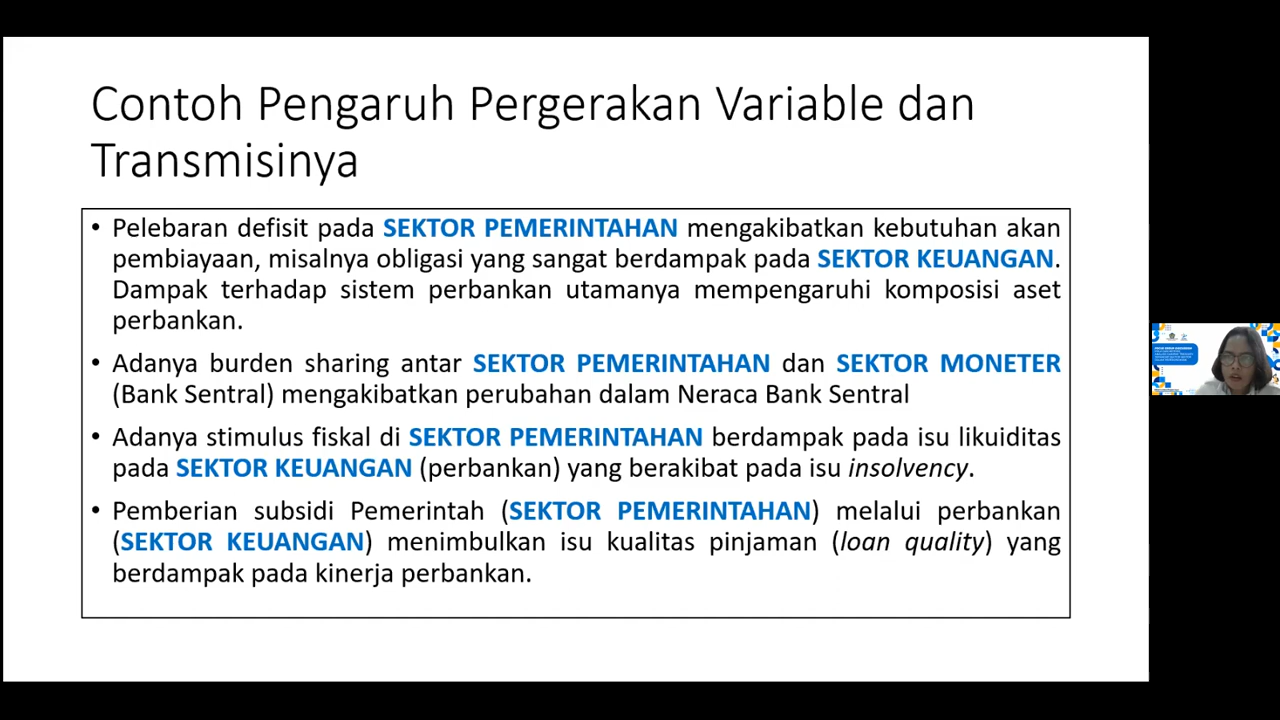 Contoh Pengaruh Pergerakan Variable dan
Transmisinya
• Pelebaran defisit pada SEKTOR PEMERINTAHAN mengakibatkan kebutuhan akan
pembiayaan, misalnya obligasi yang sangat berdampak pada SEKTOR KEUANGAN.
Dampak terhadap sistem perbankan utamanya mempengaruhi komposisi aset
perbankan.
• Adanya burden sharing antar SEKTOR PEMERINTAHAN dan SEKTOR MONETER
(Bank Sentral) mengakibatkan perubahan dalam Neraca Bank Sentral
• Adanya stimulus fiskal di SEKTOR PEMERINTAHAN berdampak pada isu likuiditas
pada SEKTOR KEUANGAN (perbankan) yang berakibat pada isu insolvency.
• Pemberian subsidi Pemerintah (SEKTOR PEMERINTAHAN) melalui perbankan
(SEKTOR KEUANGAN) menimbulkan isu kualitas pinjaman (loan quality) yang
berdampak pada kinerja perbankan.